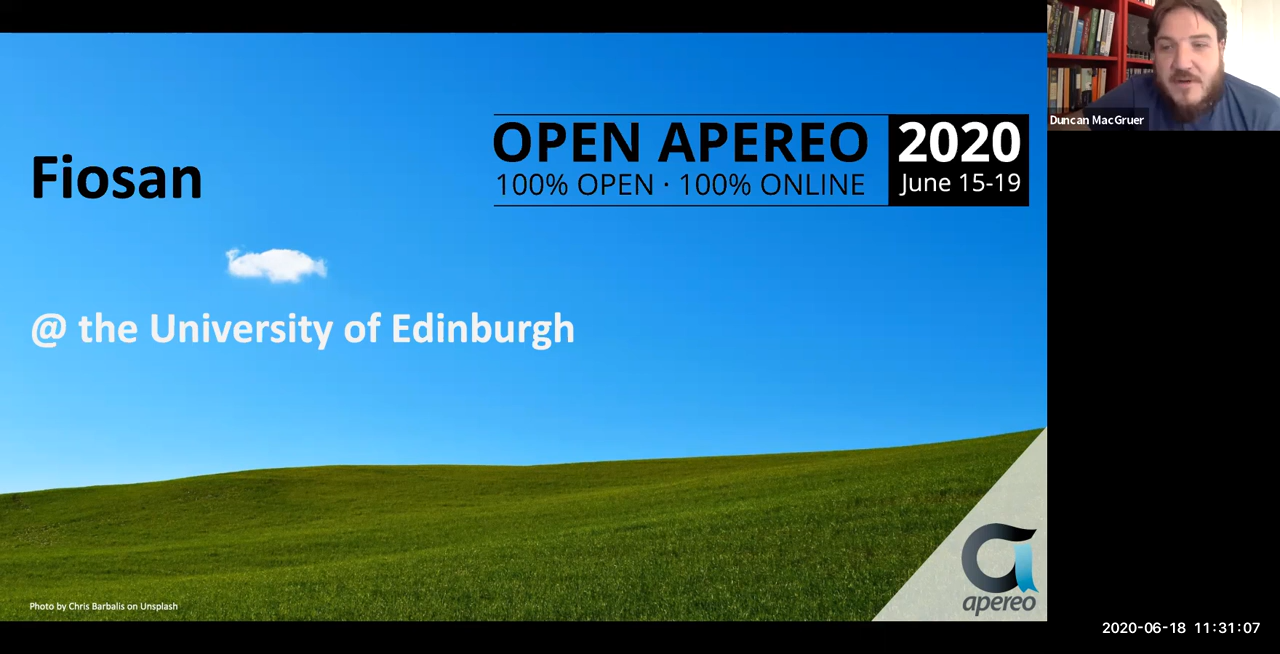 OPEN APEREO 2020
100% OPEN · 100% ONLINE June 15-19
Fiosan
@ the University of Edinburgh
Photo by Chris Barbalis on Unsplash
apereo
Duncan MacGruer
2020-06-18 11:31:07